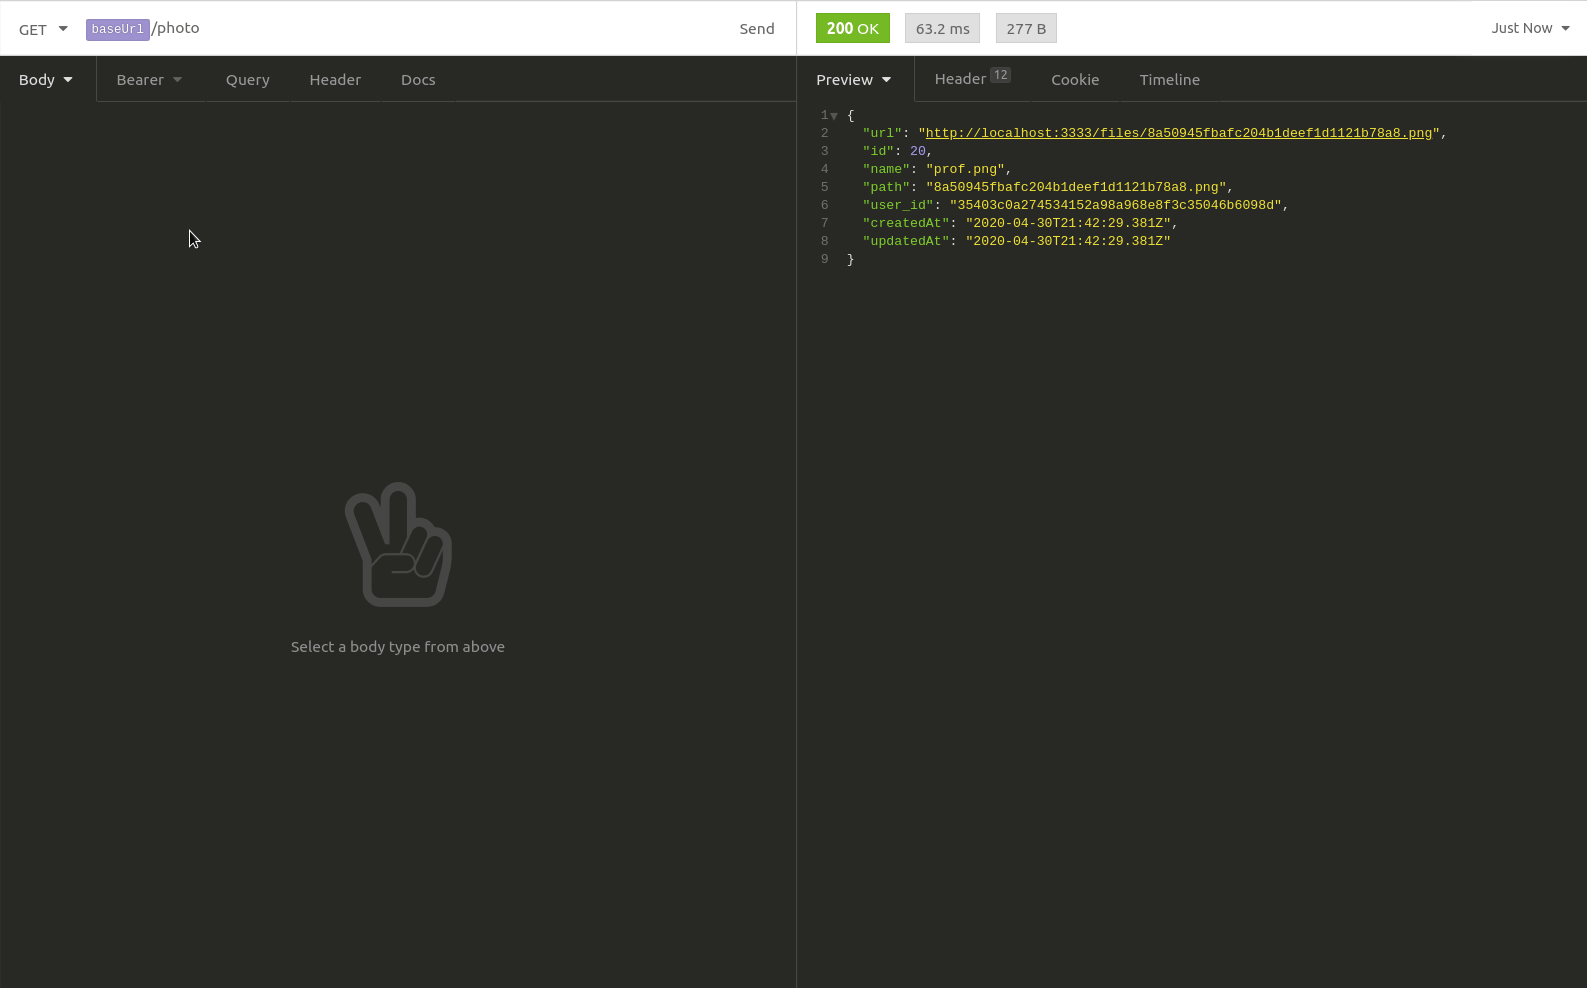 GET baseUrl/photo Send
200 OK 63.2 ms 277 B Just Now
Body Bearer Query Header Docs
Preview Header 12 Cookie Timeline
1 {
2 "url": "http://localhost:3333/files/8a50945fbafc204b1deef1d1121b78a8.png",
3 "id": 20,
4 "name": "prof.png",
5 "path": "8a50945fbafc204b1deef1d1121b78a8.png",
6 "user_id": "35403c0a274534152a98a968e8f3c35046b6098d",
7 "createdAt": "2020-04-30T21:42:29.381Z",
8 "updatedAt": "2020-04-30T21:42:29.381Z"
9 }
Select a body type from above